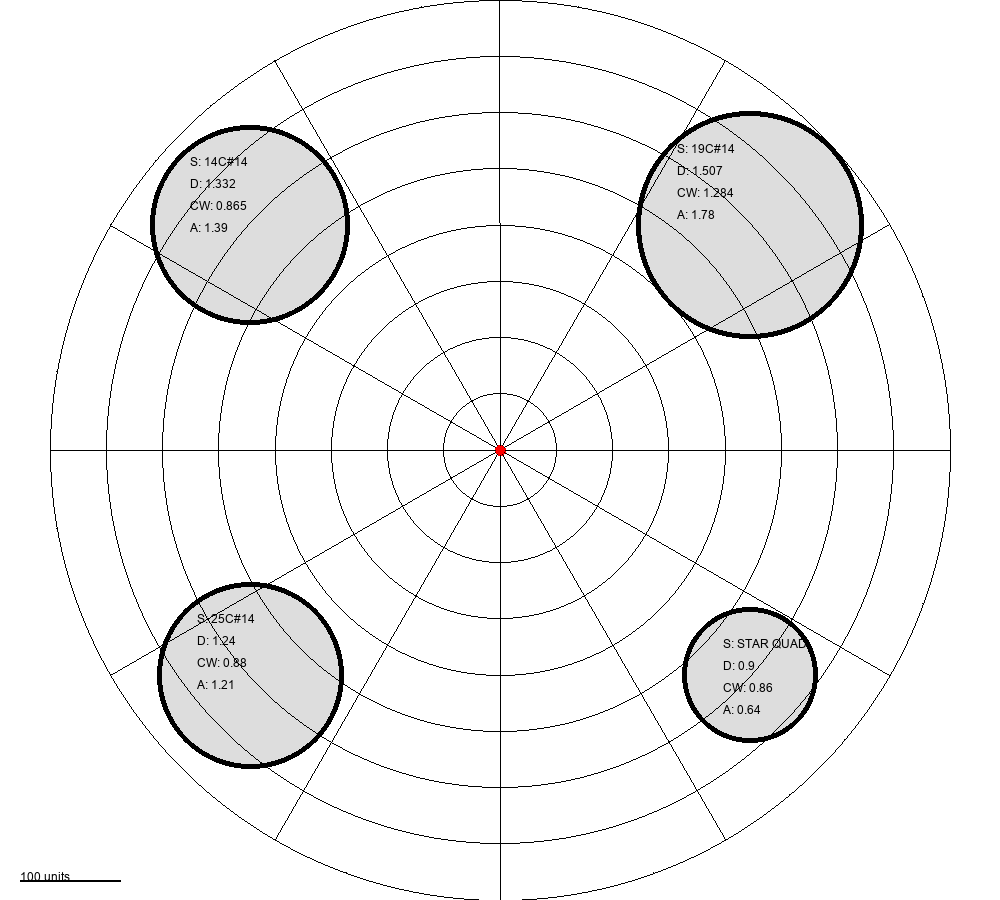 S: 14C#14
D: 1.332
CW: 0.865
A: 1.39
S: 19C#14
D: 1.507
CW: 1.284
A: 1.78
S: 25C#14
D: 1.24
CW: 0.88
A: 1.21
S: STAR QUAD
D: 0.9
CW: 0.86
A: 0.64
100 units